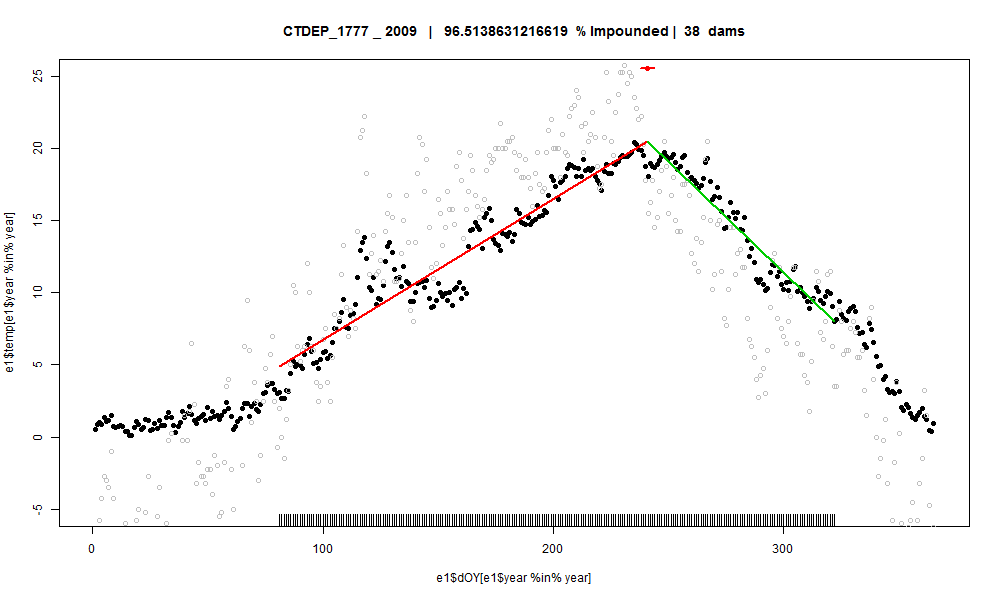 CTDEP_1777 _ 2009 | 96.5138631216619 % Impounded | 38 dams
25
20
15
10
5
0
-5
e1$temp[e1$year %in% year]
0 100 200 300
e1$dOY[e1$year %in% year]